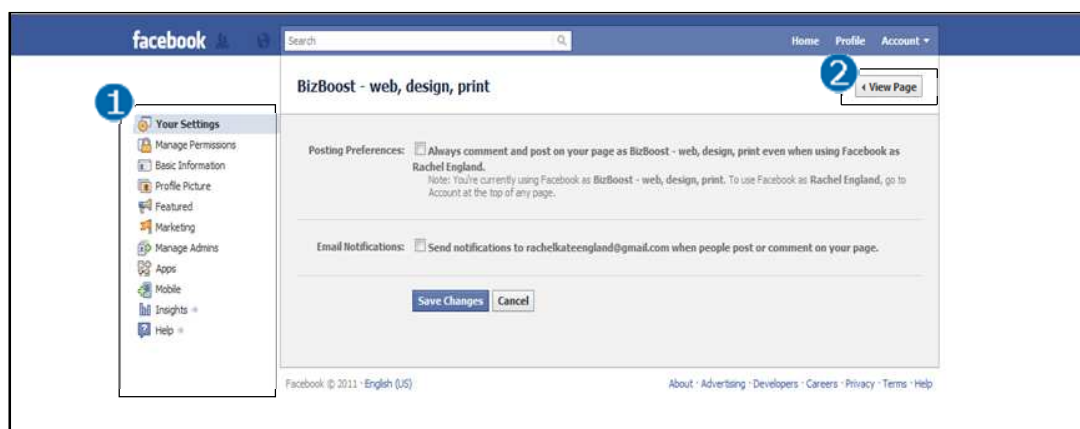 facebook
Search
Home Profile Account
BizBoost - web, design, print
2
View Page
1
Your Settings
Manage Permissions
Basic Information
Profile Picture
Featured
Marketing
Manage Admins
Apps
Mobile
Insights
Help
Posting Preferences: Always comment and post on your page as BizBoost - web, design, print even when using Facebook as
Rachel England.
Note: You're currently using Facebook as BizBoost - web, design, print. To use Facebook as Rachel England, go to
Account at the top of any page.
Email Notifications: Send notifications to rachelkateengland@gmail.com when people post or comment on your page.
Save Changes Cancel
Facebook © 2011 · English (US)
About · Advertising · Developers · Careers · Privacy · Terms · Help